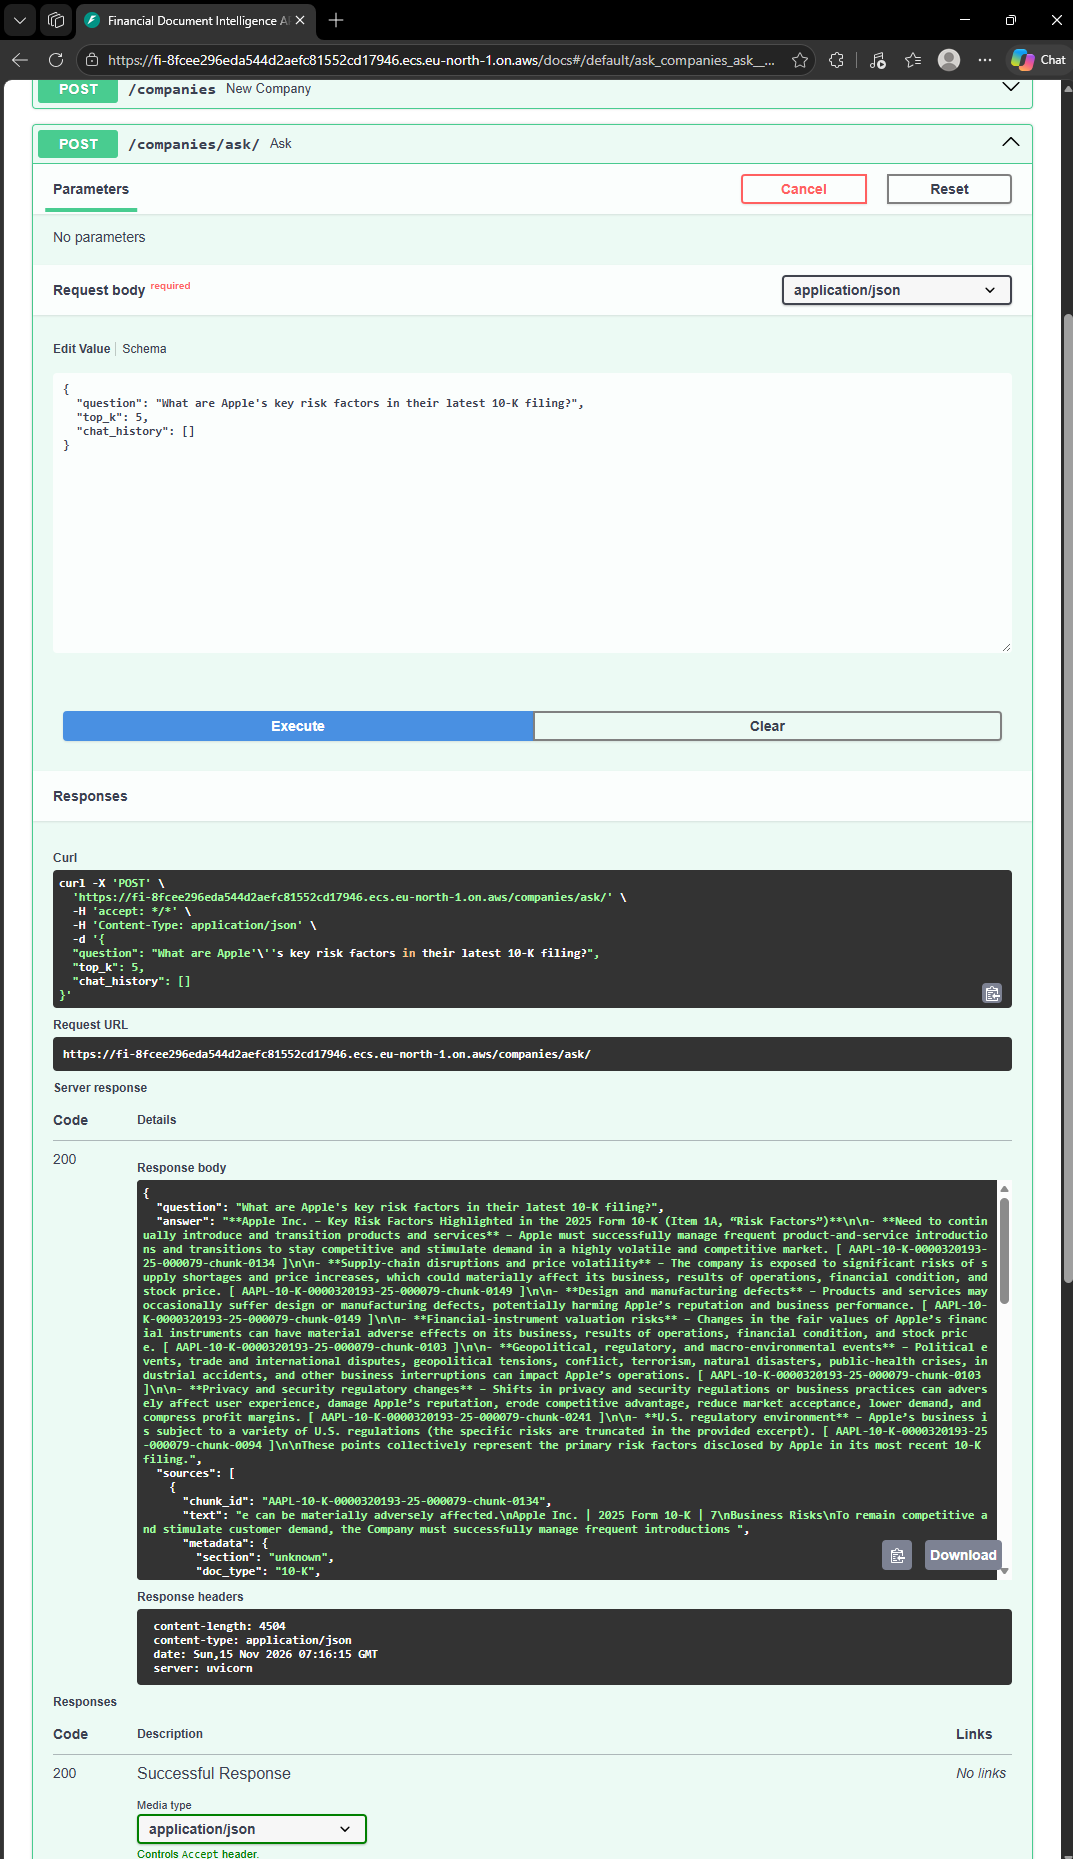 Financial Document Intelligence A
https://fi-8fcee296eda544d2aefc81552cd17946.ecs.eu-north-1.on.aws/docs#/default/ask_companies_ask__...
Chat
POST /companies New Company
POST /companies/ask/ Ask
Parameters
Cancel
Reset
No parameters
Request body required
application/json
Edit Value | Schema
{
"question": "What are Apple's key risk factors in their latest 10-K filing?",
"top_k": 5,
"chat_history": []
}
Execute
Clear
Responses
Curl
curl -X 'POST' \
'https://fi-8fcee296eda544d2aefc81552cd17946.ecs.eu-north-1.on.aws/companies/ask/' \
-H 'accept: */*' \
-H 'Content-Type: application/json' \
-d '{
"question": "What are Apple'\''s key risk factors in their latest 10-K filing?",
"top_k": 5,
"chat_history": []
}'
Request URL
https://fi-8fcee296eda544d2aefc81552cd17946.ecs.eu-north-1.on.aws/companies/ask/
Server response
Code Details
200
Response body
{
"question": "What are Apple's key risk factors in their latest 10-K filing?",
"answer": "**Apple Inc. – Key Risk Factors Highlighted in the 2025 Form 10-K (Item 1A, “Risk Factors”)**\n\n- **Need to contin
ually introduce and transition products and services** – Apple must successfully manage frequent product-and-service introductio
ns and transitions to stay competitive and stimulate demand in a highly volatile and competitive market. [ AAPL-10-K-0000320193-
25-000079-chunk-0134 ]\n\n- **Supply-chain disruptions and price volatility** – The company is exposed to significant risks of s
upply shortages and price increases, which could materially affect its business, results of operations, financial condition, and
stock price. [ AAPL-10-K-0000320193-25-000079-chunk-0149 ]\n\n- **Design and manufacturing defects** – Products and services may
occasionally suffer design or manufacturing defects, potentially harming Apple’s reputation and business performance. [ AAPL-10-
K-0000320193-25-000079-chunk-0149 ]\n\n- **Financial-instrument valuation risks** – Changes in the fair values of Apple’s financ
ial instruments can have material adverse effects on its business, results of operations, financial condition, and stock pric
e. [ AAPL-10-K-0000320193-25-000079-chunk-0103 ]\n\n- **Geopolitical, regulatory, and macro-environmental events** – Political e
vents, trade and international disputes, geopolitical tensions, conflict, terrorism, natural disasters, public-health crises, in
dustrial accidents, and other business interruptions can impact Apple’s operations. [ AAPL-10-K-0000320193-25-000079-chunk-0103
]\n\n- **Privacy and security regulatory changes** – Shifts in privacy and security regulations or business practices can advers
ely affect user experience, damage Apple’s reputation, erode competitive advantage, reduce market acceptance, lower demand, and
compress profit margins. [ AAPL-10-K-0000320193-25-000079-chunk-0241 ]\n\n- **U.S. regulatory environment** – Apple’s business i
s subject to a variety of U.S. regulations (the specific risks are truncated in the provided excerpt). [ AAPL-10-K-0000320193-25
-000079-chunk-0094 ]\n\nThese points collectively represent the primary risk factors disclosed by Apple in its most recent 10-K
filing.",
"sources": [
{
"chunk_id": "AAPL-10-K-0000320193-25-000079-chunk-0134",
"text": "e can be materially adversely affected.\nApple Inc. | 2025 Form 10-K | 7\nBusiness Risks\nTo remain competitive a
nd stimulate customer demand, the Company must successfully manage frequent introductions ",
"metadata": {
"section": "unknown",
"doc_type": "10-K",
Download
Response headers
content-length: 4504
content-type: application/json
date: Sun,15 Nov 2026 07:16:15 GMT
server: uvicorn
Responses
Code Description Links
200 Successful Response No links
Media type
application/json
Controls Accept header.